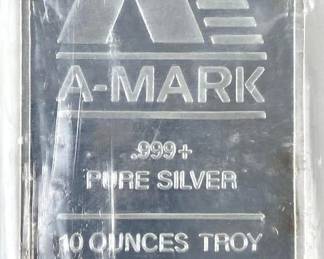 A-MARK
.999+
PURE SILVER
10 OUNCES TROY